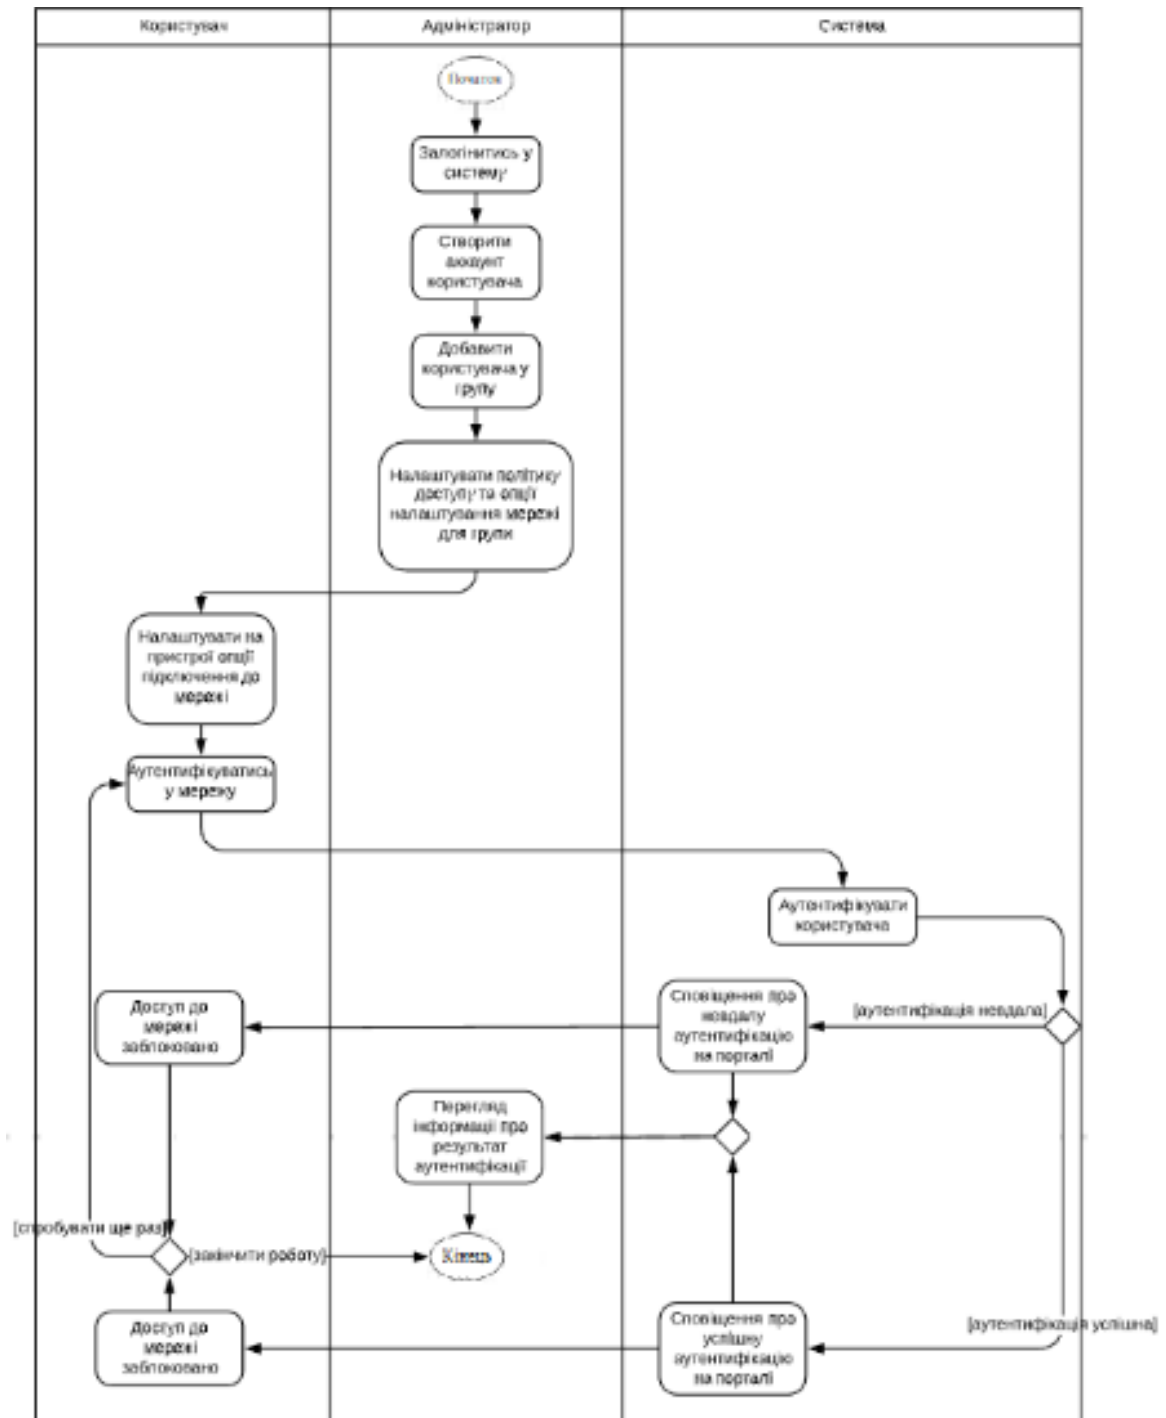 Користувач
Адміністратор
Система
Початок
Залогінитись у
систему
Створити
аккаунт
користувача
Добавити
користувача у
групу
Налаштувати політику
доступу та опції
налаштування мережі
для групи
Налаштувати на
пристрої опції
підключення до
мережі
Аутентифікуватись
у мережу
Аутентифікувати
користувача
[аутентифікація невдала]
Сповіщення про
невдалу
аутентифікацію
на порталі
Доступ до
мережі
заблоковано
Перегляд
інформації про
результат
аутентифікації
[спробувати ще раз]
[закінчити роботу]
Кінець
[аутентифікація успішна]
Сповіщення про
успішну
аутентифікацію
на порталі
Доступ до
мережі
заблоковано